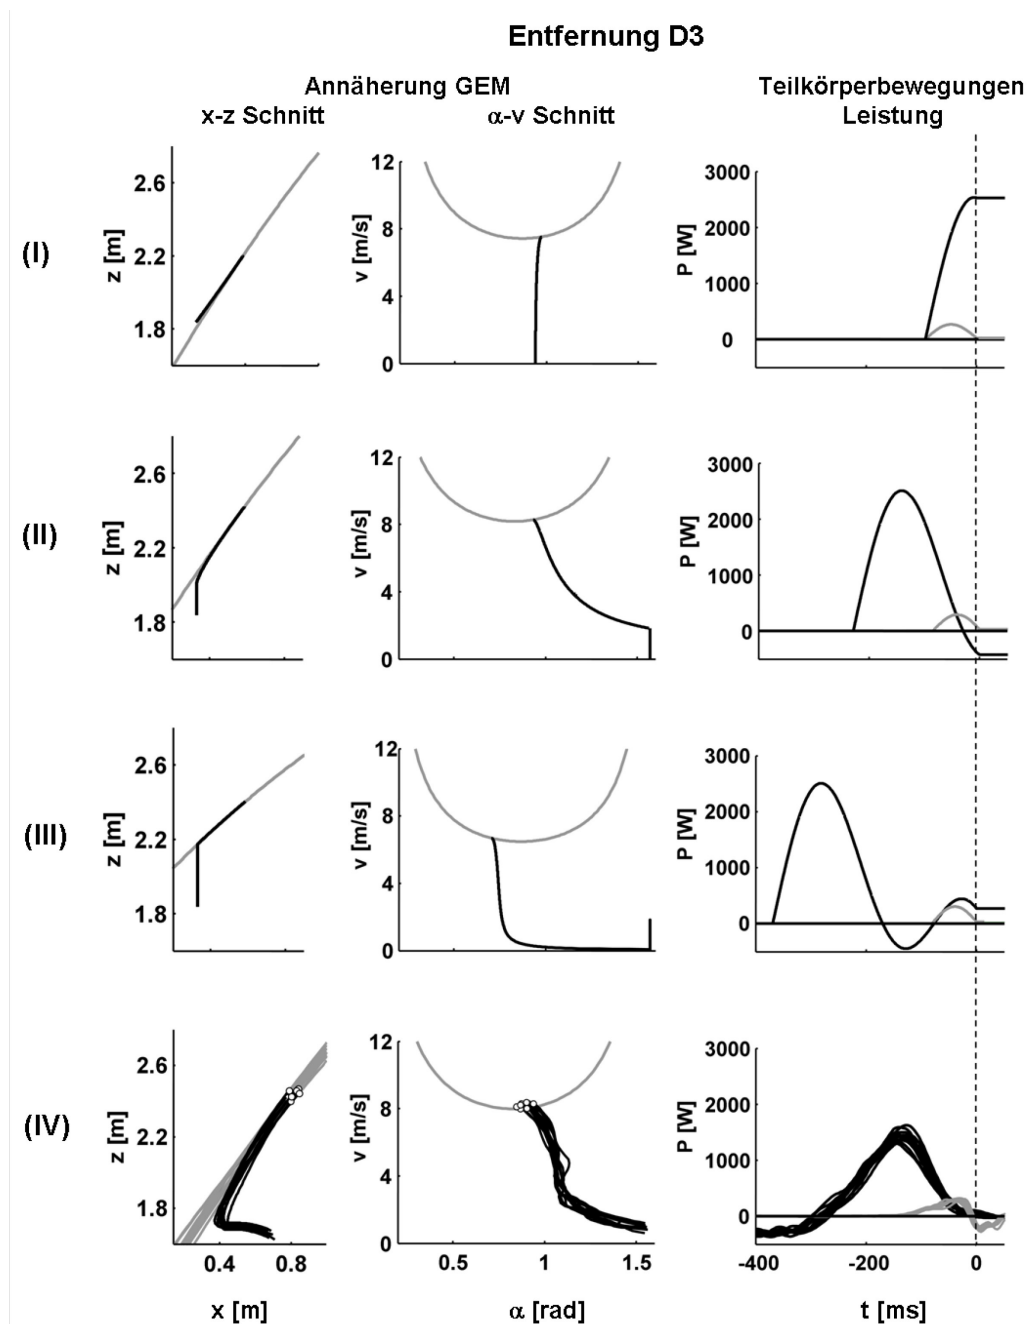 Entfernung D3
Annäherung GEM
x-z Schnitt
α-v Schnitt
Teilkörperbewegungen
Leistung
(I)
z [m]
2.6
2.2
1.8
v [m/s]
12
8
4
0
P [W]
3000
2000
1000
0
(II)
z [m]
2.6
2.2
1.8
v [m/s]
12
8
4
0
P [W]
3000
2000
1000
0
(III)
z [m]
2.6
2.2
1.8
v [m/s]
12
8
4
0
P [W]
3000
2000
1000
0
(IV)
z [m]
2.6
2.2
1.8
0.4 0.8
x [m]
v [m/s]
12
8
4
0
0.5 1 1.5
α [rad]
P [W]
3000
2000
1000
0
-400 -200 0
t [ms]